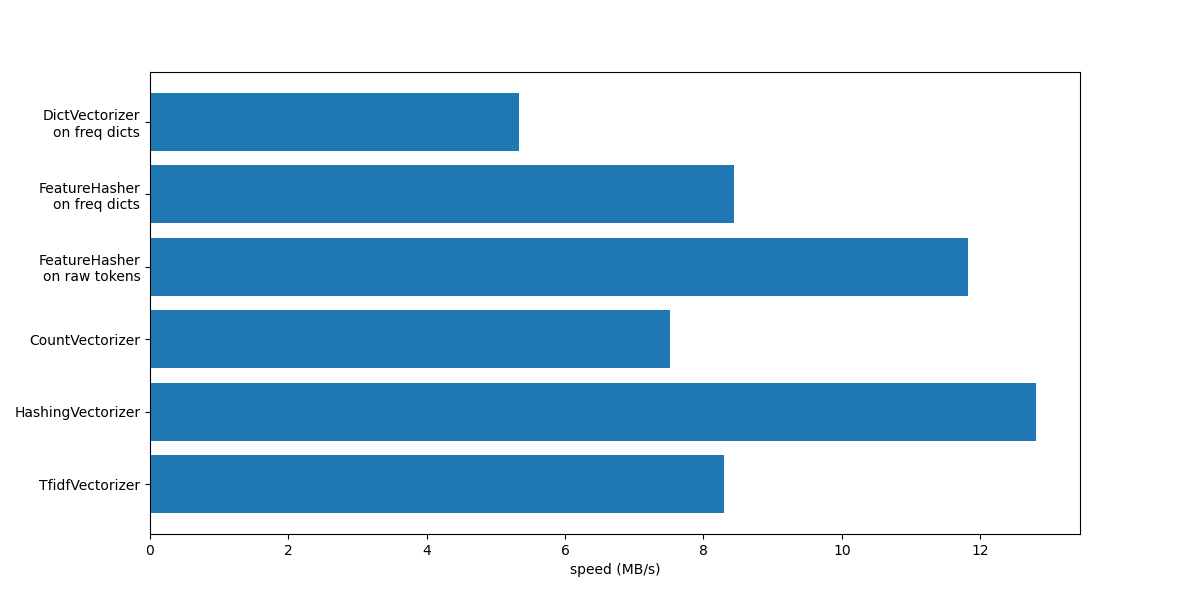 DictVectorizer
on freq dicts
FeatureHasher
on freq dicts
FeatureHasher
on raw tokens
CountVectorizer
HashingVectorizer
TfidfVectorizer
0 2 4 6 8 10 12
speed (MB/s)